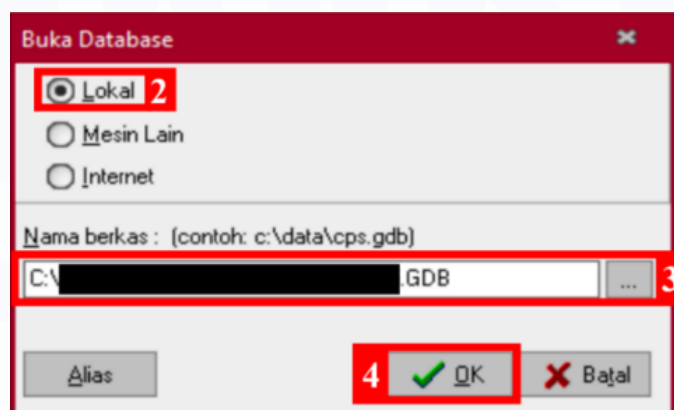 Buka Database
Lokal 2
Mesin Lain
Internet
Nama berkas : (contoh: c:\data\cps.gdb)
C:\ .GDB ... 3
Alias 4 OK Batal